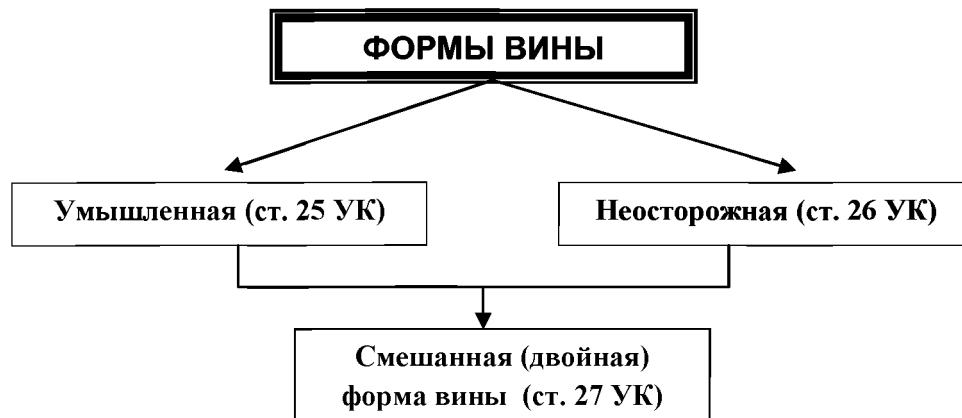 ФОРМЫ ВИНЫ
Умышленная (ст. 25 УК)
Неосторожная (ст. 26 УК)
Смешанная (двойная)
форма вины (ст. 27 УК)